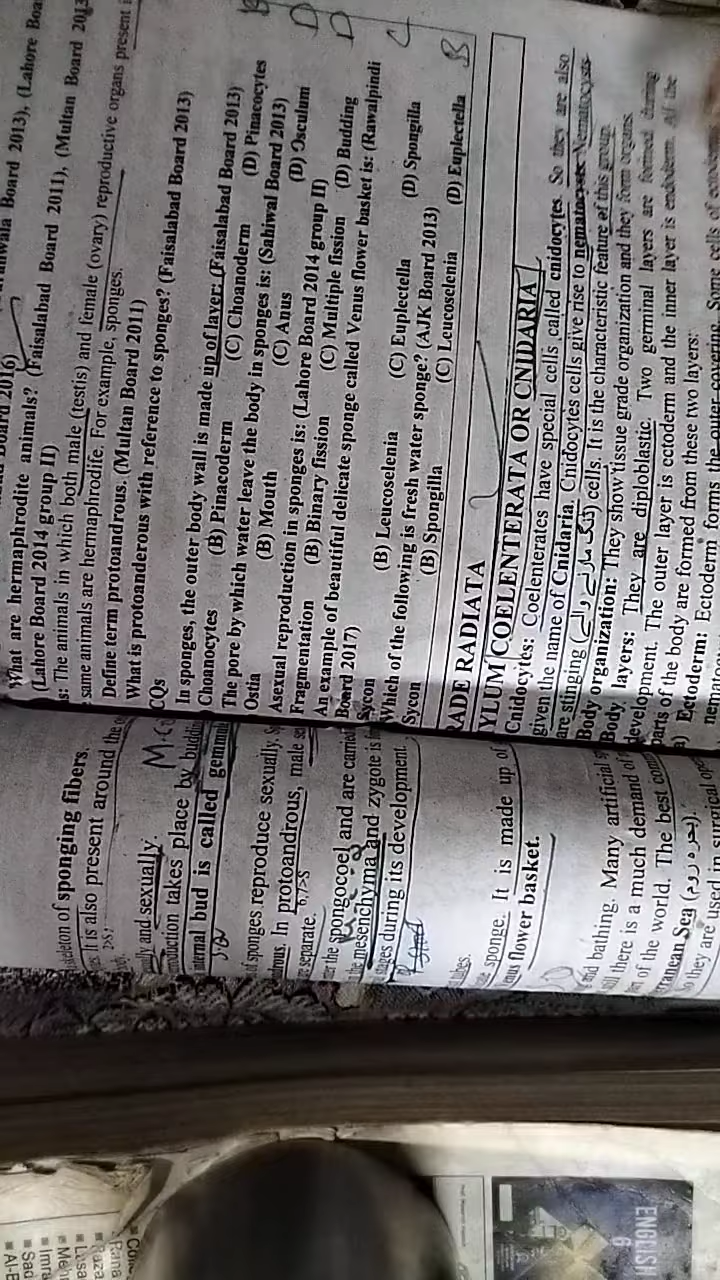 Board 2013), (Lahore
Board 2016)
What are hermaphrodite animals? (Faisalabad Board 2011), (Multan Board 2013
(Lahore Board 2014 group II)
s: The animals in which both male (testis) and female (ovary) reproductive organs present
same animals are hermaphrodite. For example, sponges.
Define term protoandrous. (Multan Board 2011)
What is protoanderous with reference to sponges? (Faisalabad Board 2013)
CQs
In sponges, the outer body wall is made up of layer: (Faisalabad Board 2013)
Choanocytes (B) Pinacoderm (C) Choanoderm (D) Pinacocytes
The pore by which water leave the body in sponges is: (Sahiwal Board 2013)
Ostia (B) Mouth (C) Anus (D) Osculum
Asexual reproduction in sponges is: (Lahore Board 2014 group II)
Fragmentation (B) Binary fission (C) Multiple fission (D) Budding
An example of beautiful delicate sponge called Venus flower basket is: (Rawalpindi
Board 2017)
Sycon (B) Leucoselenia (C) Euplectella (D) Spongilla
Which of the following is fresh water sponge? (AJK Board 2013)
Sycon (B) Spongilla (C) Leucoselenia (D) Euplectella
D
D
C
B
RADE RADIATA
YLUM COELENTERATA OR CNIDARIA
Cnidocytes: Coelenterates have special cells called cnidocytes. So they are also
given the name of Cnidaria. Cnidocytes cells give rise to
are stinging (ڈنگ مارنے والے) cells. It is the characteristic feature of this group.
Body organization: They show tissue grade organization and they form organs.
Body layers: They are diploblastic. Two germinal layers are formed during
development. The outer layer is ectoderm and the inner layer is endoderm. All the
parts of the body are formed from these two layers:
a) Ectoderm: Ectoderm forms the outer covering. Some cells of
skeleton of sponging fibers.
It is also present around the
and sexually.
roduction takes place by budding
ternal bud is called gemmule
of sponges reproduce sexually.
In protoandrous, male
separate.
the spongocoel and are carried
the mesenchyma and zygote is
stages during its development.
sponge. It is made up of
flower basket.
bathing. Many artificial
there is a much demand of
of the world. The best
rranean Sea (بحیرہ روم).
they are used in surgical
ENGLISH